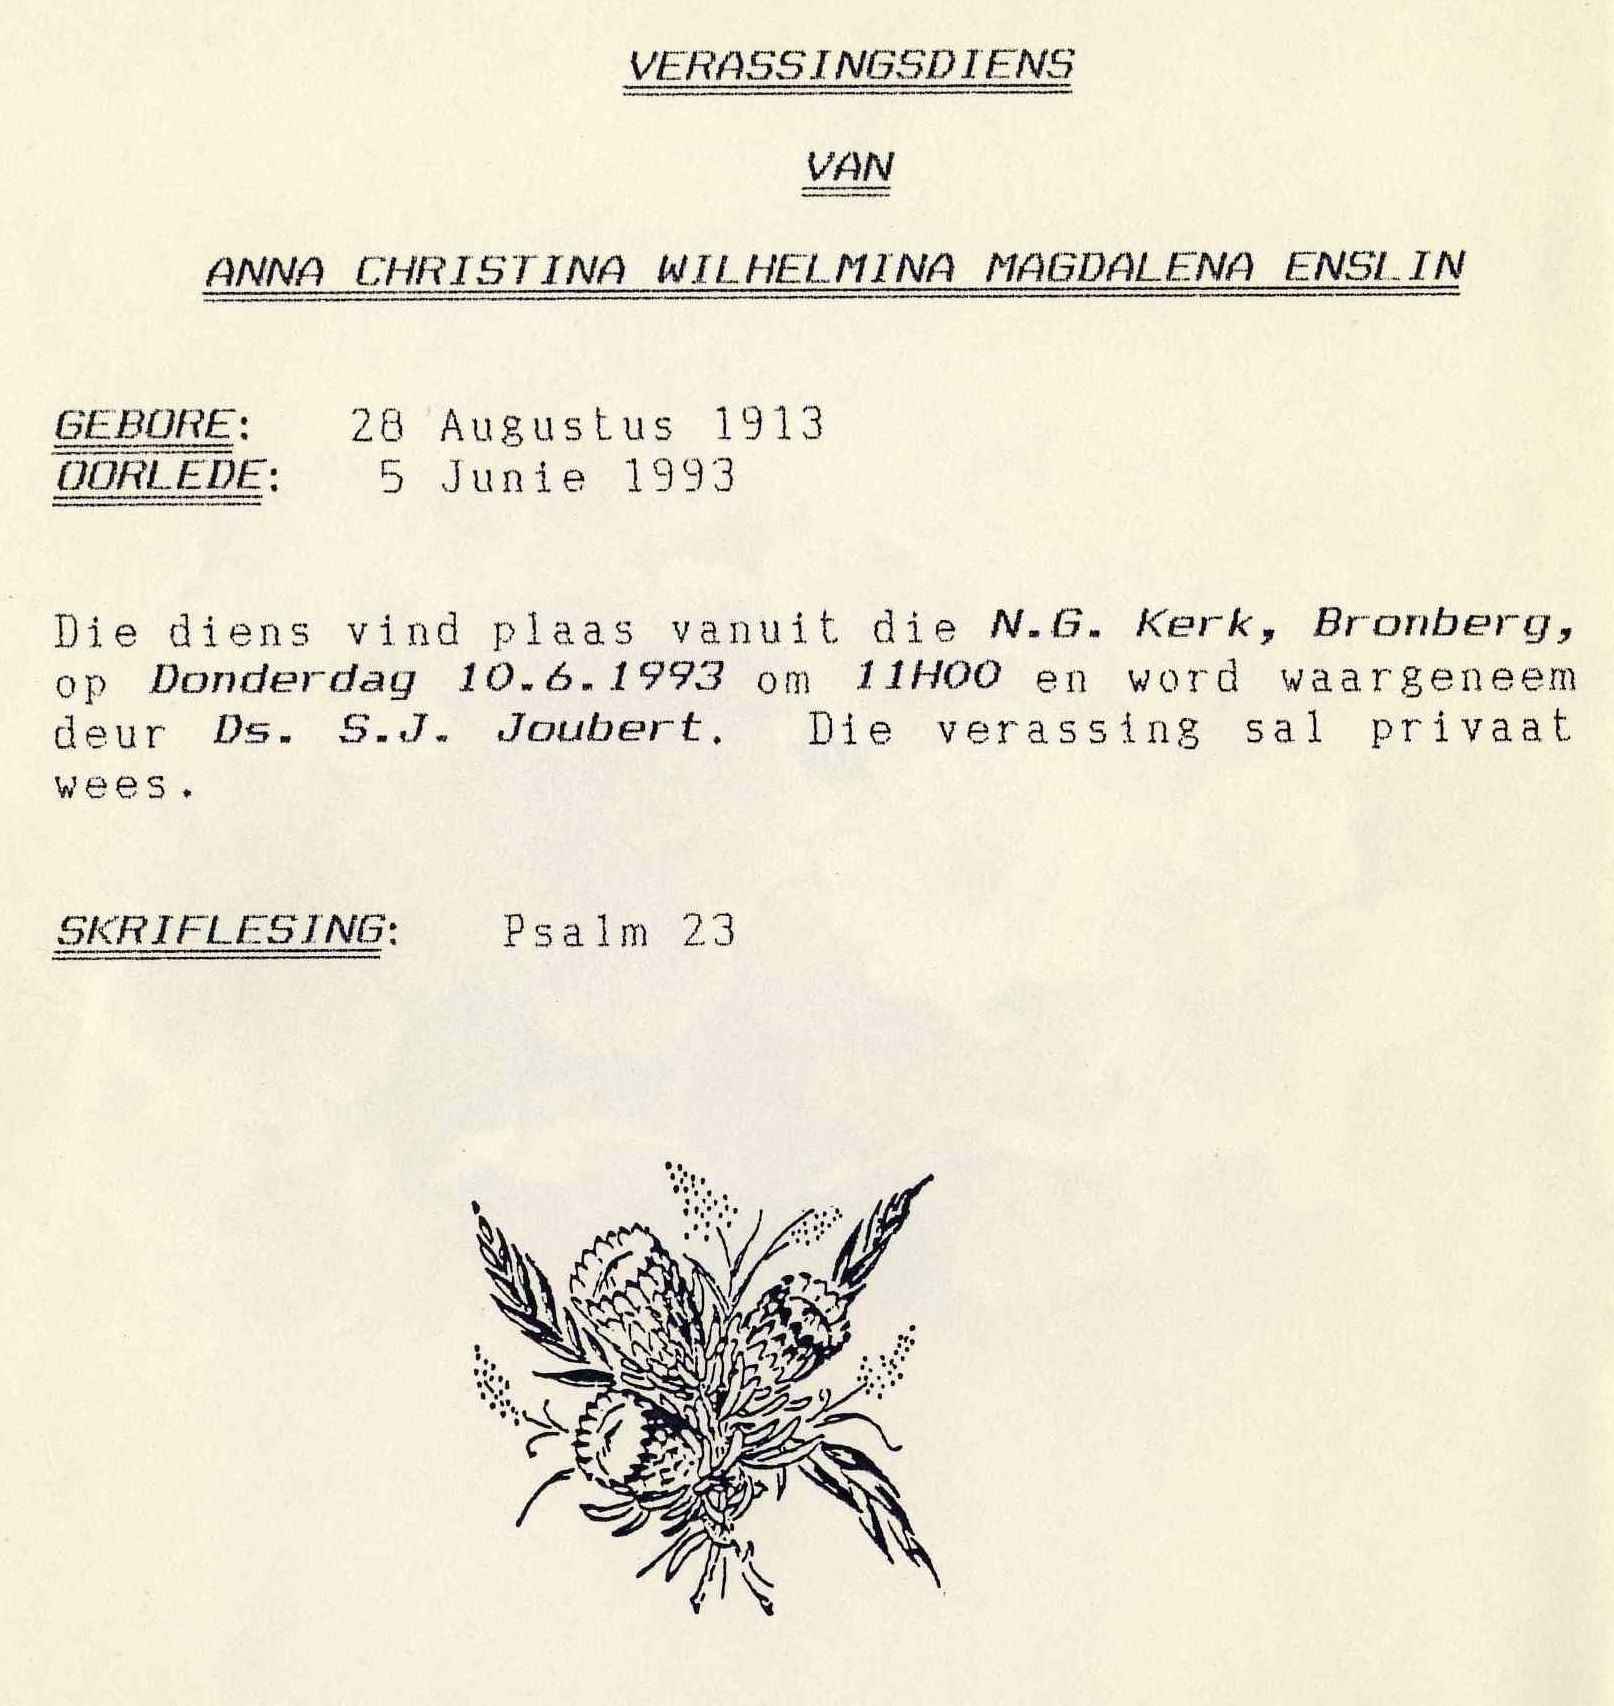 VERASSINGSDIENS
VAN
ANNA CHRISTINA WILHELMINA MAGDALENA ENSLIN
GEBORE: 28 Augustus 1913
OORLEDE: 5 Junie 1993
Die diens vind plaas vanuit die N.G. Kerk, Bronberg,
op Donderdag 10.6.1993 om 11H00 en word waargeneem
deur Ds. S.J. Joubert. Die verassing sal privaat
wees.
SKRIFLESING: Psalm 23